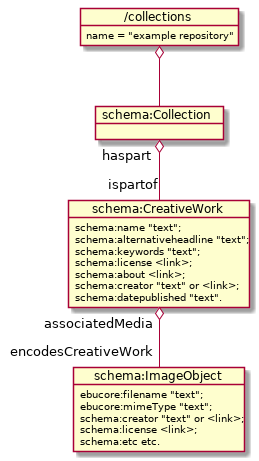 /collections
name = "example repository"
schema:Collection
haspart
ispartof
schema:CreativeWork
schema:name "text";
schema:alternativeheadline "text";
schema:keywords "text";
schema:license <link>;
schema:about <link>;
schema:creator "text" or <link>;
schema:datepublished "text".
associatedMedia
encodesCreativeWork
schema:ImageObject
ebucore:filename "text";
ebucore:mimeType "text";
schema:creator "text" or <link>;
schema:license <link>;
schema:etc etc.